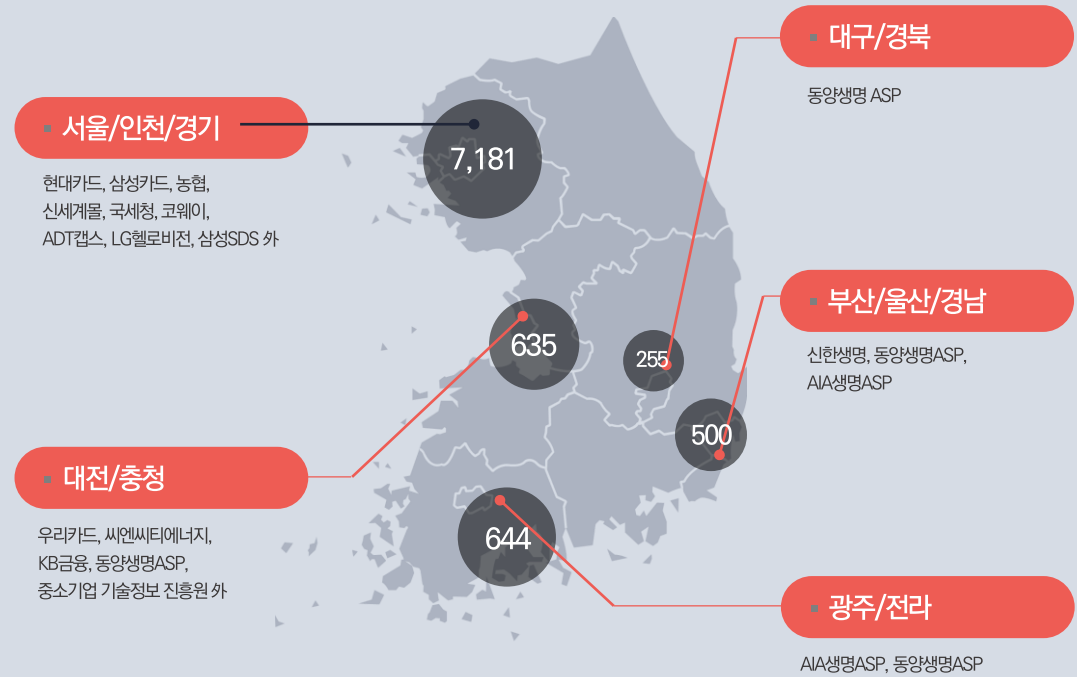 대구/경북
동양생명 ASP
서울/인천/경기
7,181
현대카드, 삼성카드, 농협,
신세계몰, 국세청, 코웨이,
ADT캡스, LG헬로비전, 삼성SDS 外
부산/울산/경남
신한생명, 동양생명ASP,
AIA생명ASP
635
255
500
대전/충청
우리카드, 씨엔씨티에너지,
KB금융, 동양생명ASP,
중소기업 기술정보 진흥원 外
644
광주/전라
AIA생명ASP, 동양생명ASP